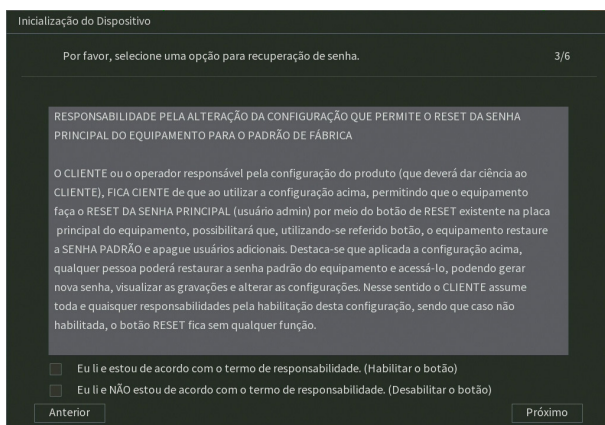 Inicialização do Dispositivo
Por favor, selecione uma opção para recuperação de senha. 3/6
RESPONSABILIDADE PELA ALTERAÇÃO DA CONFIGURAÇÃO QUE PERMITE O RESET DA SENHA
PRINCIPAL DO EQUIPAMENTO PARA O PADRÃO DE FÁBRICA
O CLIENTE ou o operador responsável pela configuração do produto (que deverá dar ciência ao
CLIENTE), FICA CIENTE de que ao utilizar a configuração acima, permitindo que o equipamento
faça o RESET DA SENHA PRINCIPAL (usuário admin) por meio do botão de RESET existente na placa
principal do equipamento, possibilitará que, utilizando-se referido botão, o equipamento restaure
a SENHA PADRÃO e apague usuários adicionais. Destaca-se que aplicada a configuração acima,
qualquer pessoa poderá restaurar a senha padrão do equipamento e acessá-lo, podendo gerar
nova senha, visualizar as gravações e alterar as configurações. Nesse sentido o CLIENTE assume
toda e quaisquer responsabilidades pela habilitação desta configuração, sendo que caso não
habilitada, o botão RESET fica sem qualquer função.
Eu li e estou de acordo com o termo de responsabilidade. (Habilitar o botão)
Eu li e NÃO estou de acordo com o termo de responsabilidade. (Desabilitar o botão)
Anterior Próximo